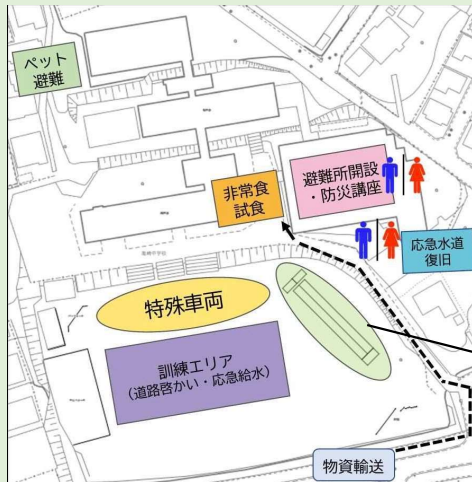 ペット
避難
非常食
試食
避難所開設
・防災講座
応急水道
復旧
特殊車両
訓練エリア
（道路啓かい・応急給水）
物資輸送